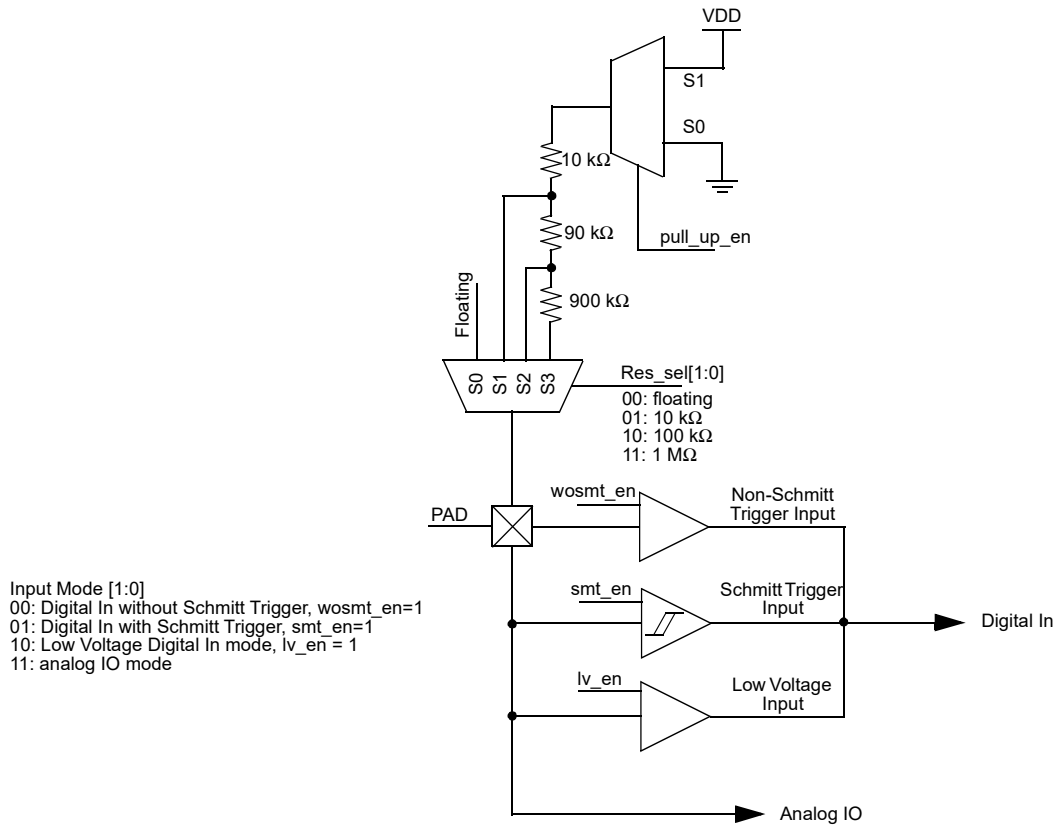 VDD
S1
S0
10 kΩ
pull_up_en
90 kΩ
900 kΩ
Floating
S0
S1
S2
S3
Res_sel[1:0]
00: floating
01: 10 kΩ
10: 100 kΩ
11: 1 MΩ
wosmt_en
Non-Schmitt
Trigger Input
PAD
Input Mode [1:0]
00: Digital In without Schmitt Trigger, wosmt_en=1
01: Digital In with Schmitt Trigger, smt_en=1
10: Low Voltage Digital In mode, lv_en = 1
11: analog IO mode
smt_en
Schmitt Trigger
Input
Digital In
lv_en
Low Voltage
Input
Analog IO